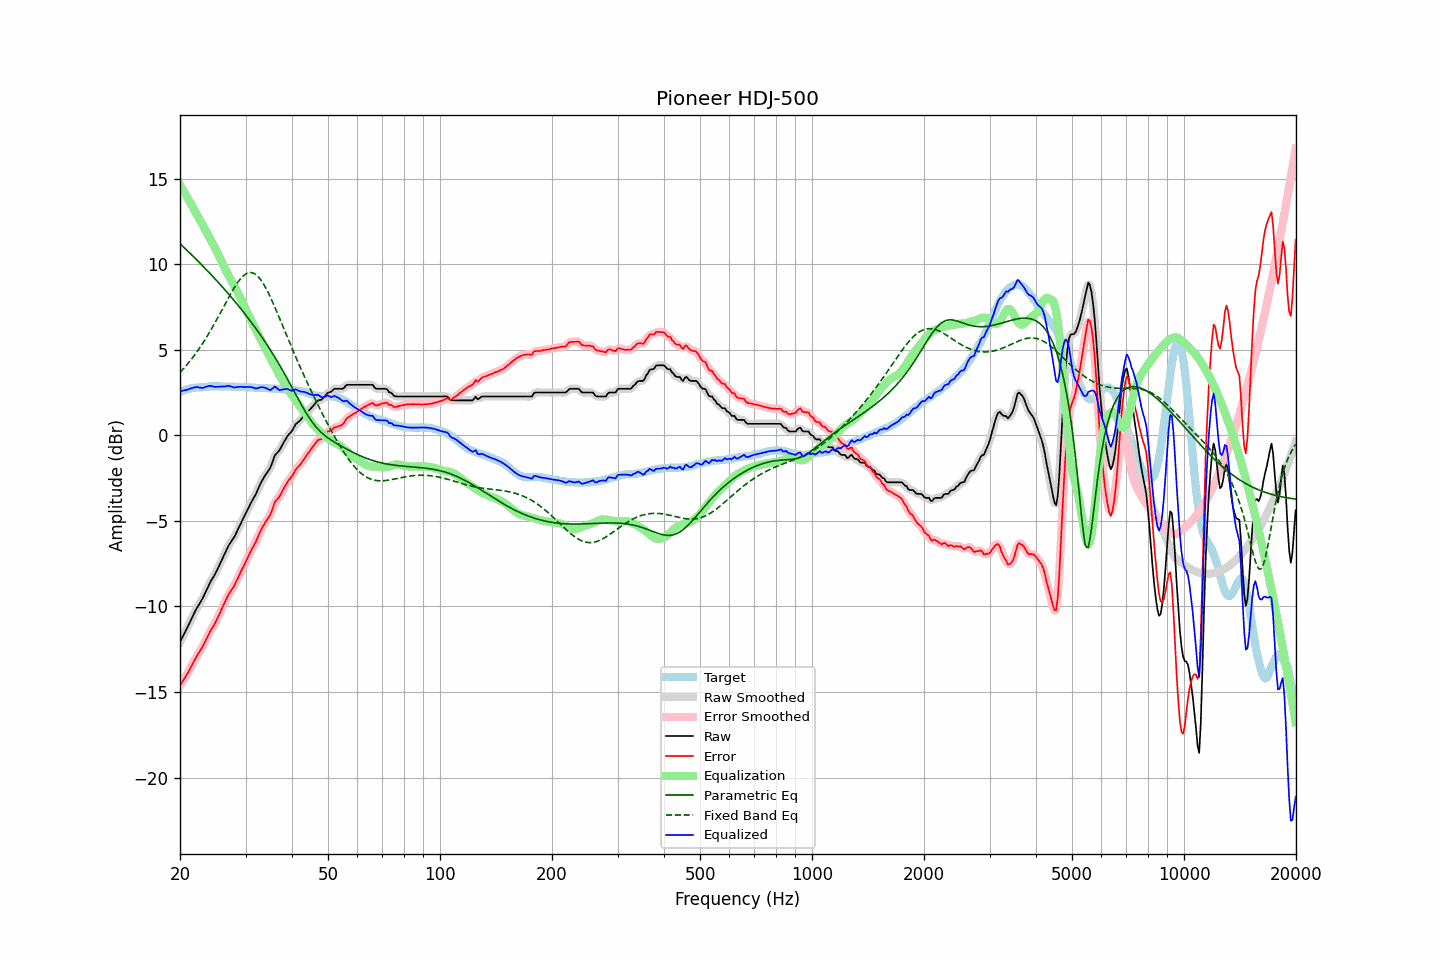 Pioneer HDJ-500
Amplitude (dBr)
15
10
5
0
−5
−10
−15
−20
Target
Raw Smoothed
Error Smoothed
Raw
Error
Equalization
Parametric Eq
Fixed Band Eq
Equalized
20
50
100
200
500
1000
2000
5000
10000
20000
Frequency (Hz)